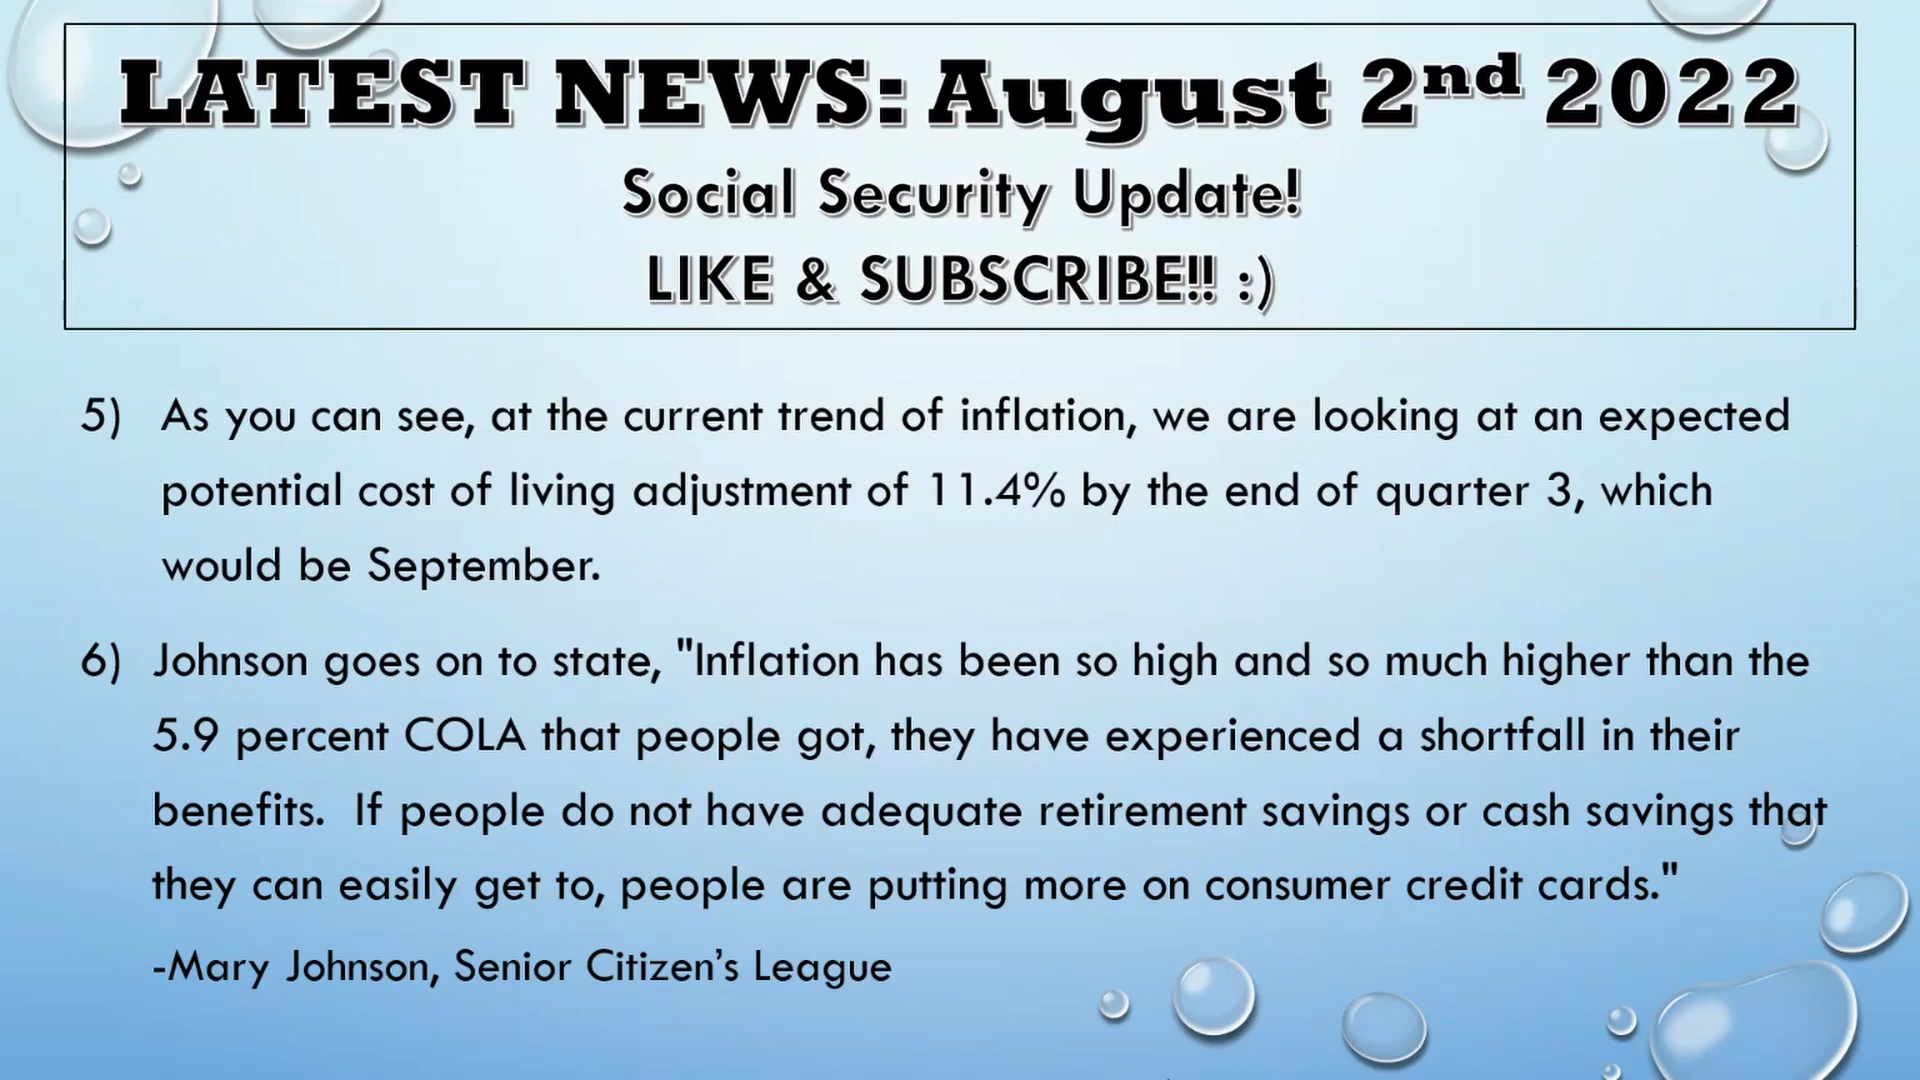 LATEST NEWS: August 2nd 2022
Social Security Update!
LIKE & SUBSCRIBE!! :)
5) As you can see, at the current trend of inflation, we are looking at an expected
potential cost of living adjustment of 11.4% by the end of quarter 3, which
would be September.
6) Johnson goes on to state, "Inflation has been so high and so much higher than the
5.9 percent COLA that people got, they have experienced a shortfall in their
benefits.  If people do not have adequate retirement savings or cash savings that
they can easily get to, people are putting more on consumer credit cards."
-Mary Johnson, Senior Citizen’s League